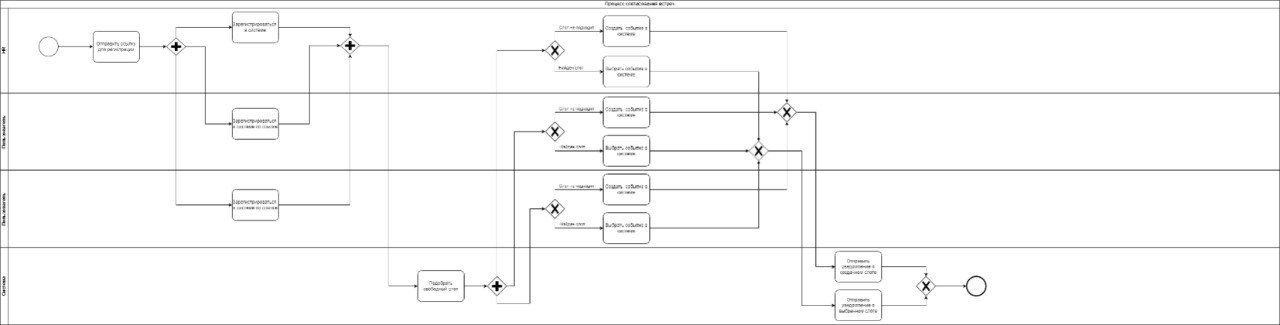 Процесс согласования встреч
HR
Отправить ссылку
для регистрации
Зарегистрироваться
в системе
Слот не подходит
Создать событие в
системе
Найден слот
Выбрать событие в
системе
Пользователь
Зарегистрироваться
в системе по ссылке
Слот не подходит
Создать событие в
системе
Найден слот
Выбрать событие в
системе
Пользователь
Зарегистрироваться
в системе по ссылке
Слот не подходит
Создать событие в
системе
Найден слот
Выбрать событие в
системе
Система
Подобрать
свободный слот
Отправить
уведомление о
созданном слоте
Отправить
уведомление о
выбранном слоте